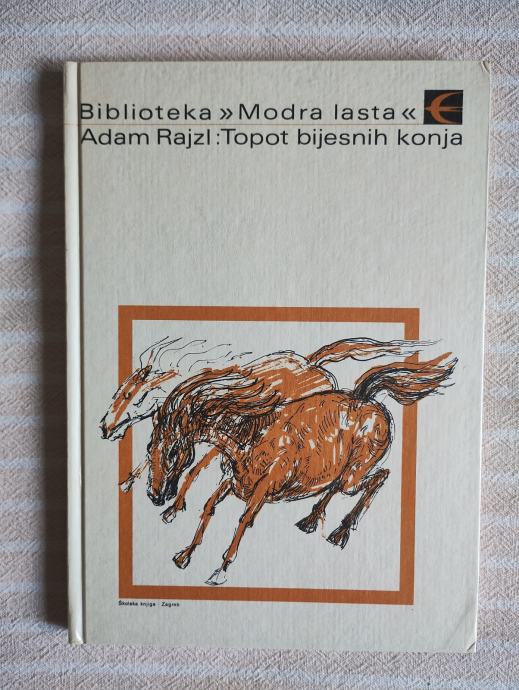 Biblioteka »Modra lasta«
Adam Rajzl: Topot bijesnih konja
Školska knjiga · Zagreb